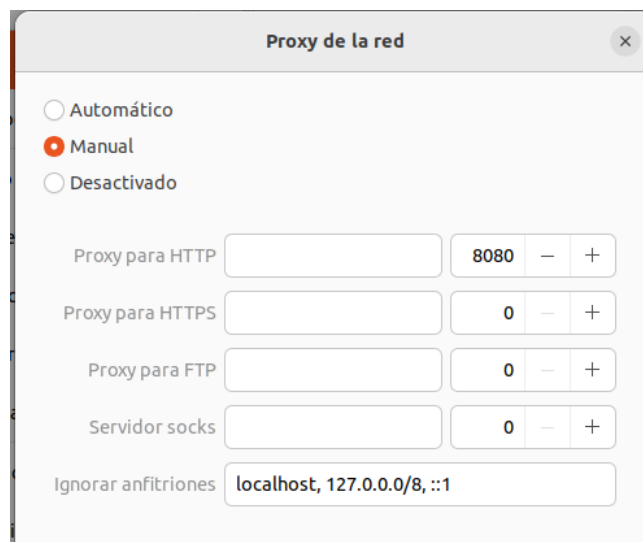 Proxy de la red
Automático
Manual
Desactivado
Proxy para HTTP 8080
Proxy para HTTPS 0
Proxy para FTP 0
Servidor socks 0
Ignorar anfitriones localhost, 127.0.0.0/8, ::1